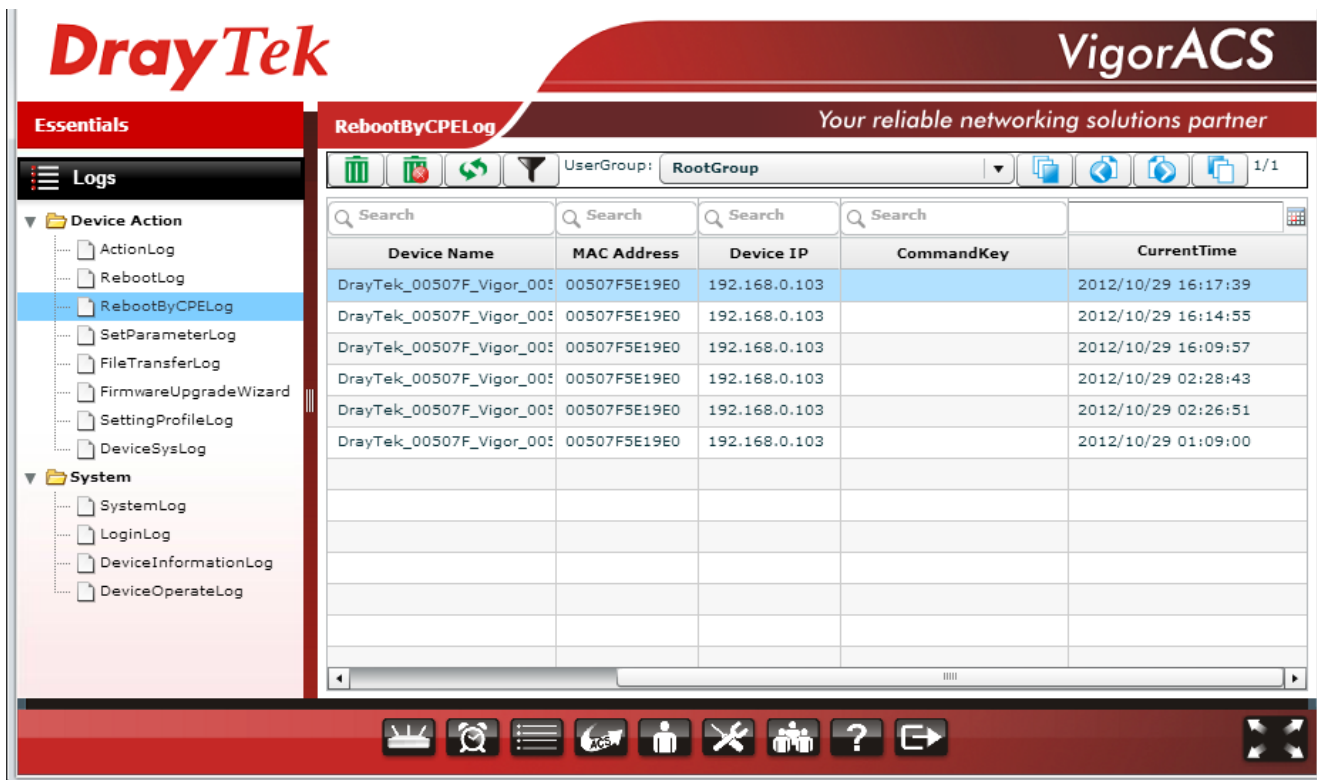 DrayTek
VigorACS
Essentials
RebootByCPELog
Your reliable networking solutions partner
Logs
UserGroup: RootGroup 1/1
Device Action
ActionLog
RebootLog
RebootByCPELog
SetParameterLog
FileTransferLog
FirmwareUpgradeWizard
SettingProfileLog
DeviceSysLog
System
SystemLog
LoginLog
DeviceInformationLog
DeviceOperateLog
Search Search Search Search
Device Name MAC Address Device IP CommandKey CurrentTime
DrayTek_00507F_Vigor_005 00507F5E19E0 192.168.0.103 2012/10/29 16:17:39
DrayTek_00507F_Vigor_005 00507F5E19E0 192.168.0.103 2012/10/29 16:14:55
DrayTek_00507F_Vigor_005 00507F5E19E0 192.168.0.103 2012/10/29 16:09:57
DrayTek_00507F_Vigor_005 00507F5E19E0 192.168.0.103 2012/10/29 02:28:43
DrayTek_00507F_Vigor_005 00507F5E19E0 192.168.0.103 2012/10/29 02:26:51
DrayTek_00507F_Vigor_005 00507F5E19E0 192.168.0.103 2012/10/29 01:09:00
ACS
?